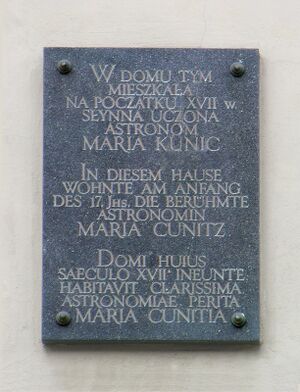 W DOMU TYM
MIESZKAŁA
NA POCZĄTKU XVII W.
SŁYNNA UCZONA
ASTRONOM
MARIA KUNIC
IN DIESEM HAUSE
WOHNTE AM ANFANG
DES 17. JHS. DIE BERÜHMTE
ASTRONOMIN
MARIA CUNITZ
DOMI HUIUS
SAECULO XVII INEUNTE
HABITAVIT CLARISSIMA
ASTRONOMIAE PERITA
MARIA CUNITIA